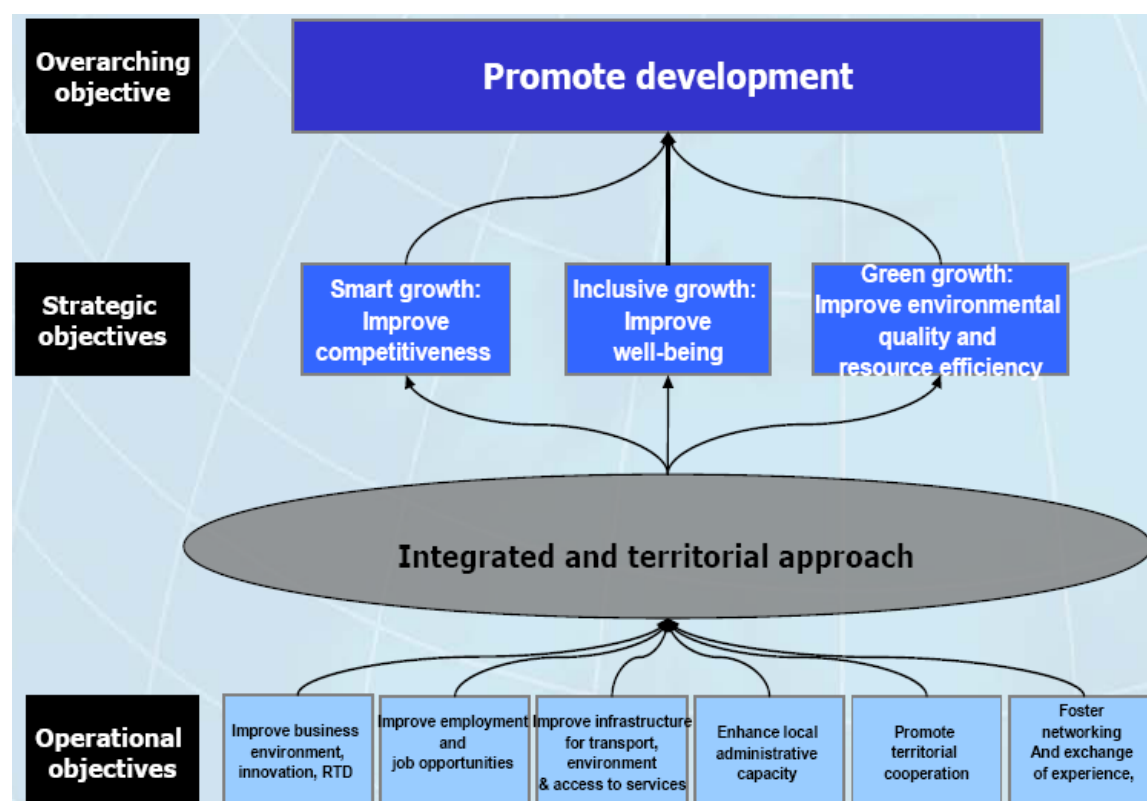 Overarching
objective
Promote development
Strategic
objectives
Smart growth:
Improve
competitiveness
Inclusive growth:
Improve
well-being
Green growth:
Improve environmental
quality and
resource efficiency
Integrated and territorial approach
Operational
objectives
Improve business
environment,
innovation, RTD
Improve employment
and
job opportunities
Improve infrastructure
for transport,
environment
& access to services
Enhance local
administrative
capacity
Promote
territorial
cooperation
Foster
networking
And exchange
of experience,